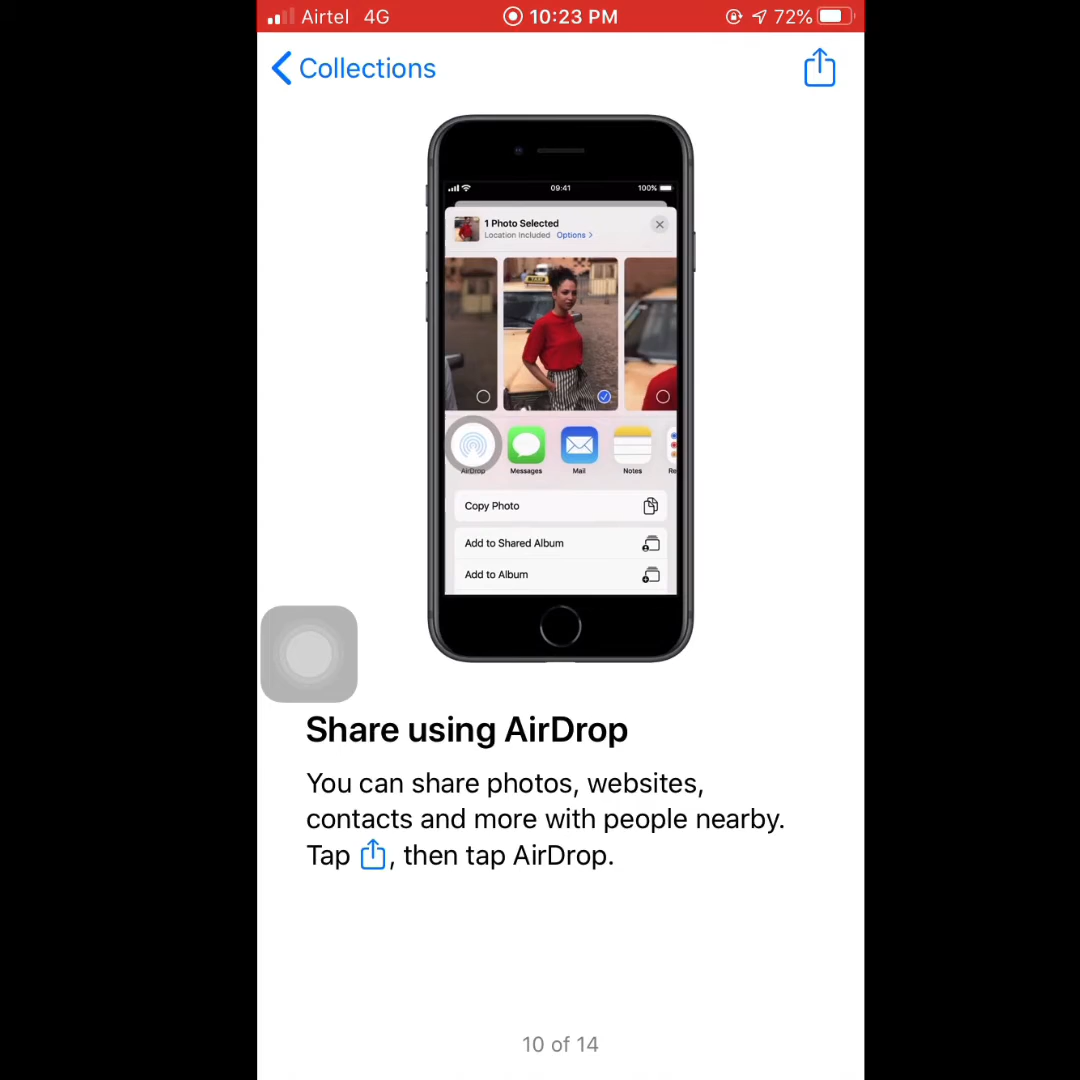 Airtel 4G 10:23 PM 72%
Collections
09:41 100%
1 Photo Selected
Location Included Options >
TAXI
AirDrop Messages Mail Notes Re
Copy Photo
Add to Shared Album
Add to Album
Share using AirDrop
You can share photos, websites,
contacts and more with people nearby.
Tap , then tap AirDrop.
10 of 14